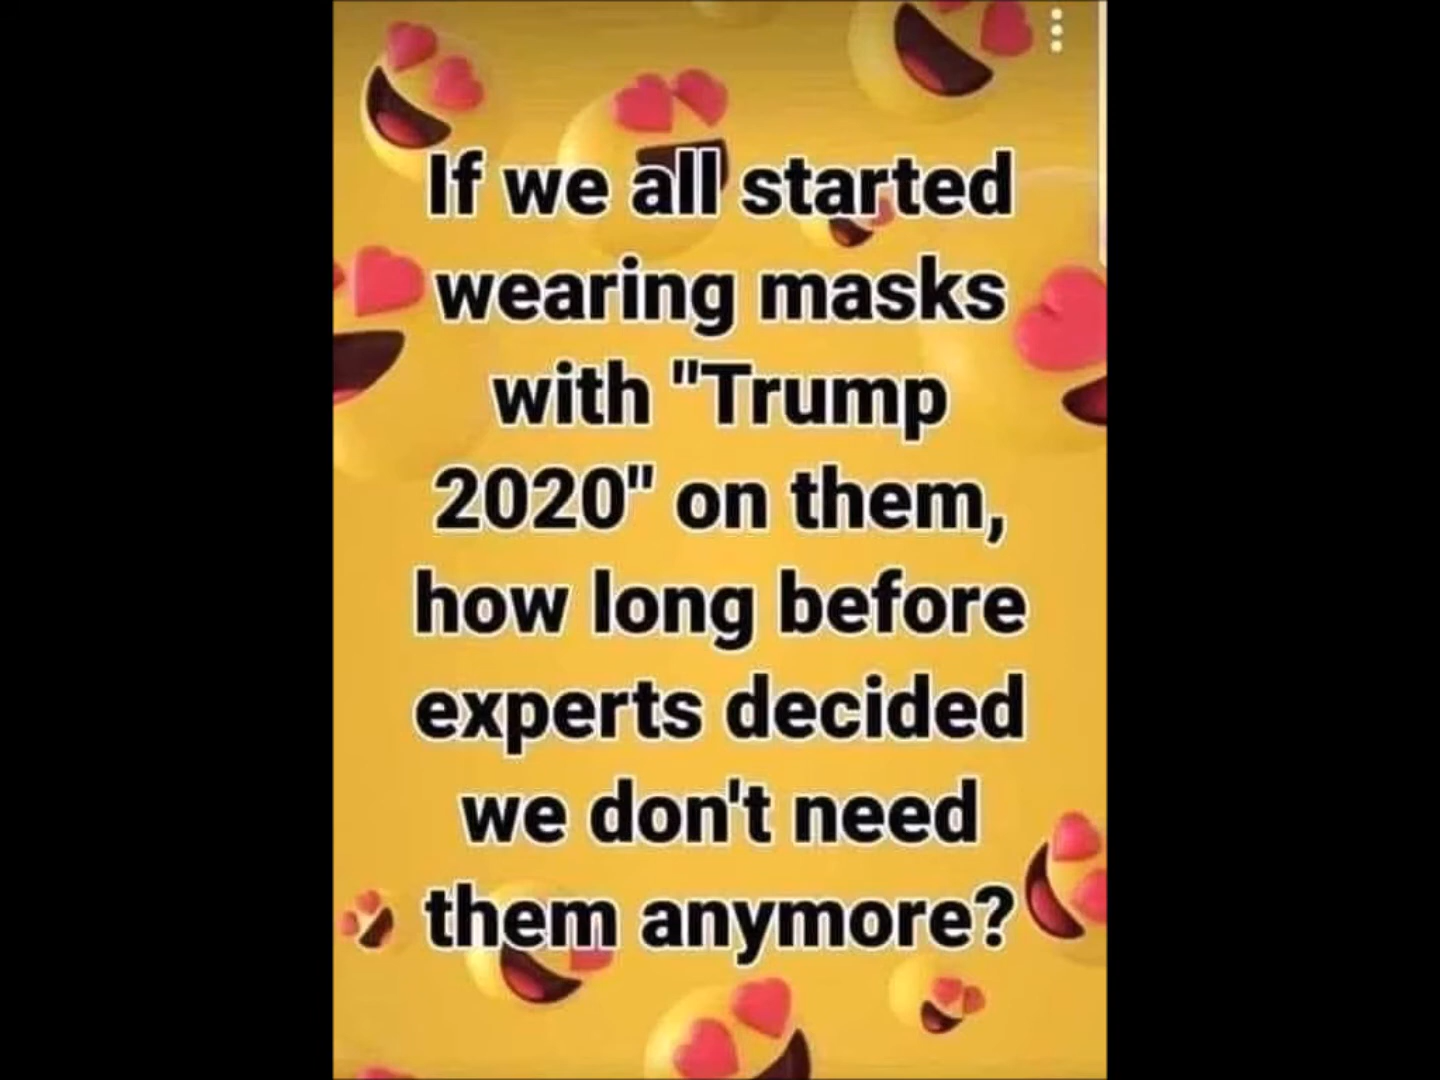 If we all started
wearing masks
with "Trump
2020" on them,
how long before
experts decided
we don't need
them anymore?